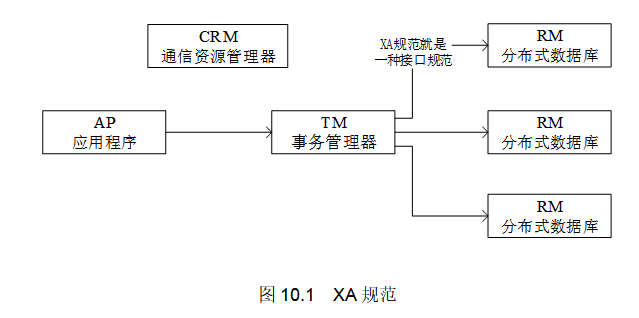 CRM
通信资源管理器
XA规范就是
一种接口规范
RM
分布式数据库
AP
应用程序
TM
事务管理器
RM
分布式数据库
RM
分布式数据库
图 10.1 XA 规范